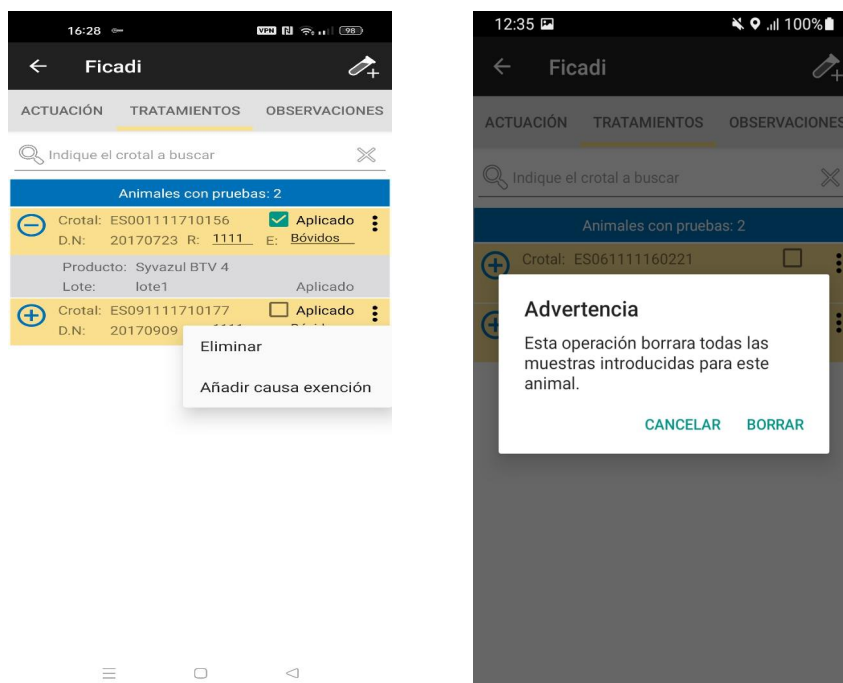 16:28 VPN 98
Ficadi
ACTUACIÓN TRATAMIENTOS OBSERVACIONES
Indique el crotal a buscar
Animales con pruebas: 2
Crotal: ES001111710156 Aplicado
D.N: 20170723 R: 1111 E: Bóvidos
Producto: Syvazul BTV 4
Lote: lote1 Aplicado
Crotal: ES091111710177 Aplicado
D.N: 20170909
Eliminar
Añadir causa exención
12:35 100%
Ficadi
ACTUACIÓN TRATAMIENTOS OBSERVACIONES
Indique el crotal a buscar
Animales con pruebas: 2
Crotal: ES061111160221
Advertencia
Esta operación borrara todas las
muestras introducidas para este
animal.
CANCELAR BORRAR